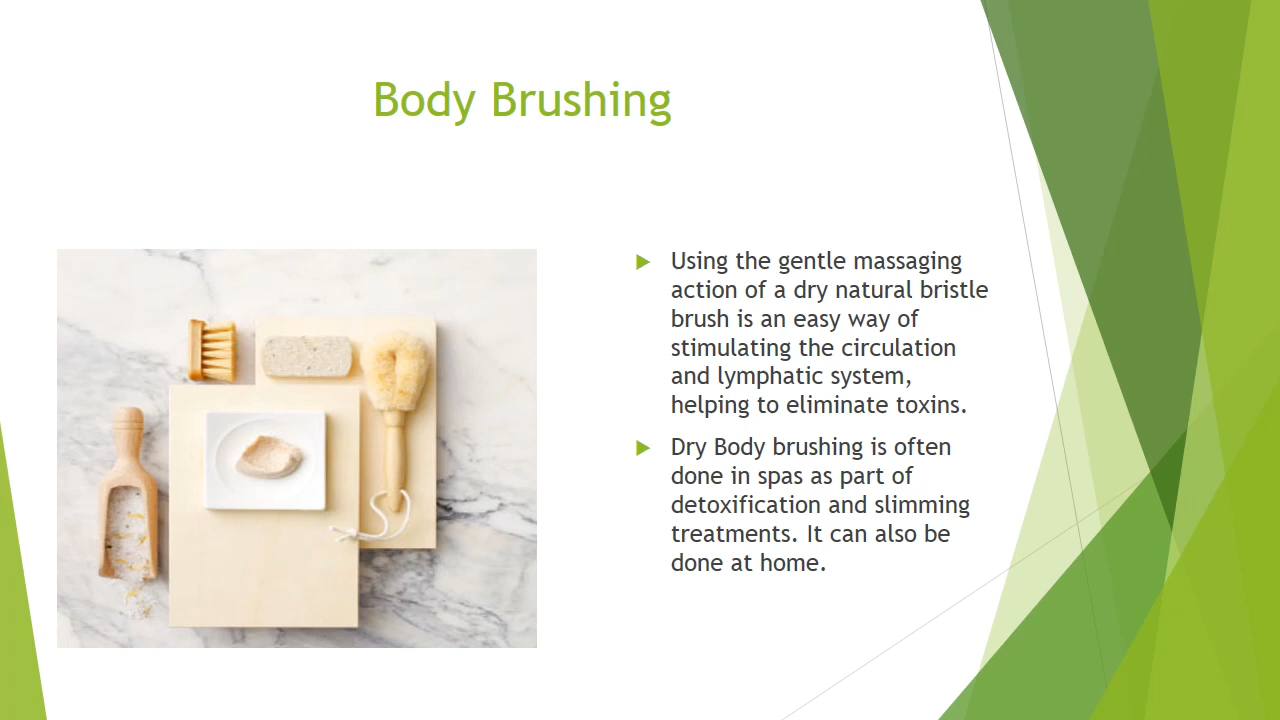 Body Brushing
Using the gentle massaging
action of a dry natural bristle
brush is an easy way of
stimulating the circulation
and lymphatic system,
helping to eliminate toxins.
Dry Body brushing is often
done in spas as part of
detoxification and slimming
treatments. It can also be
done at home.